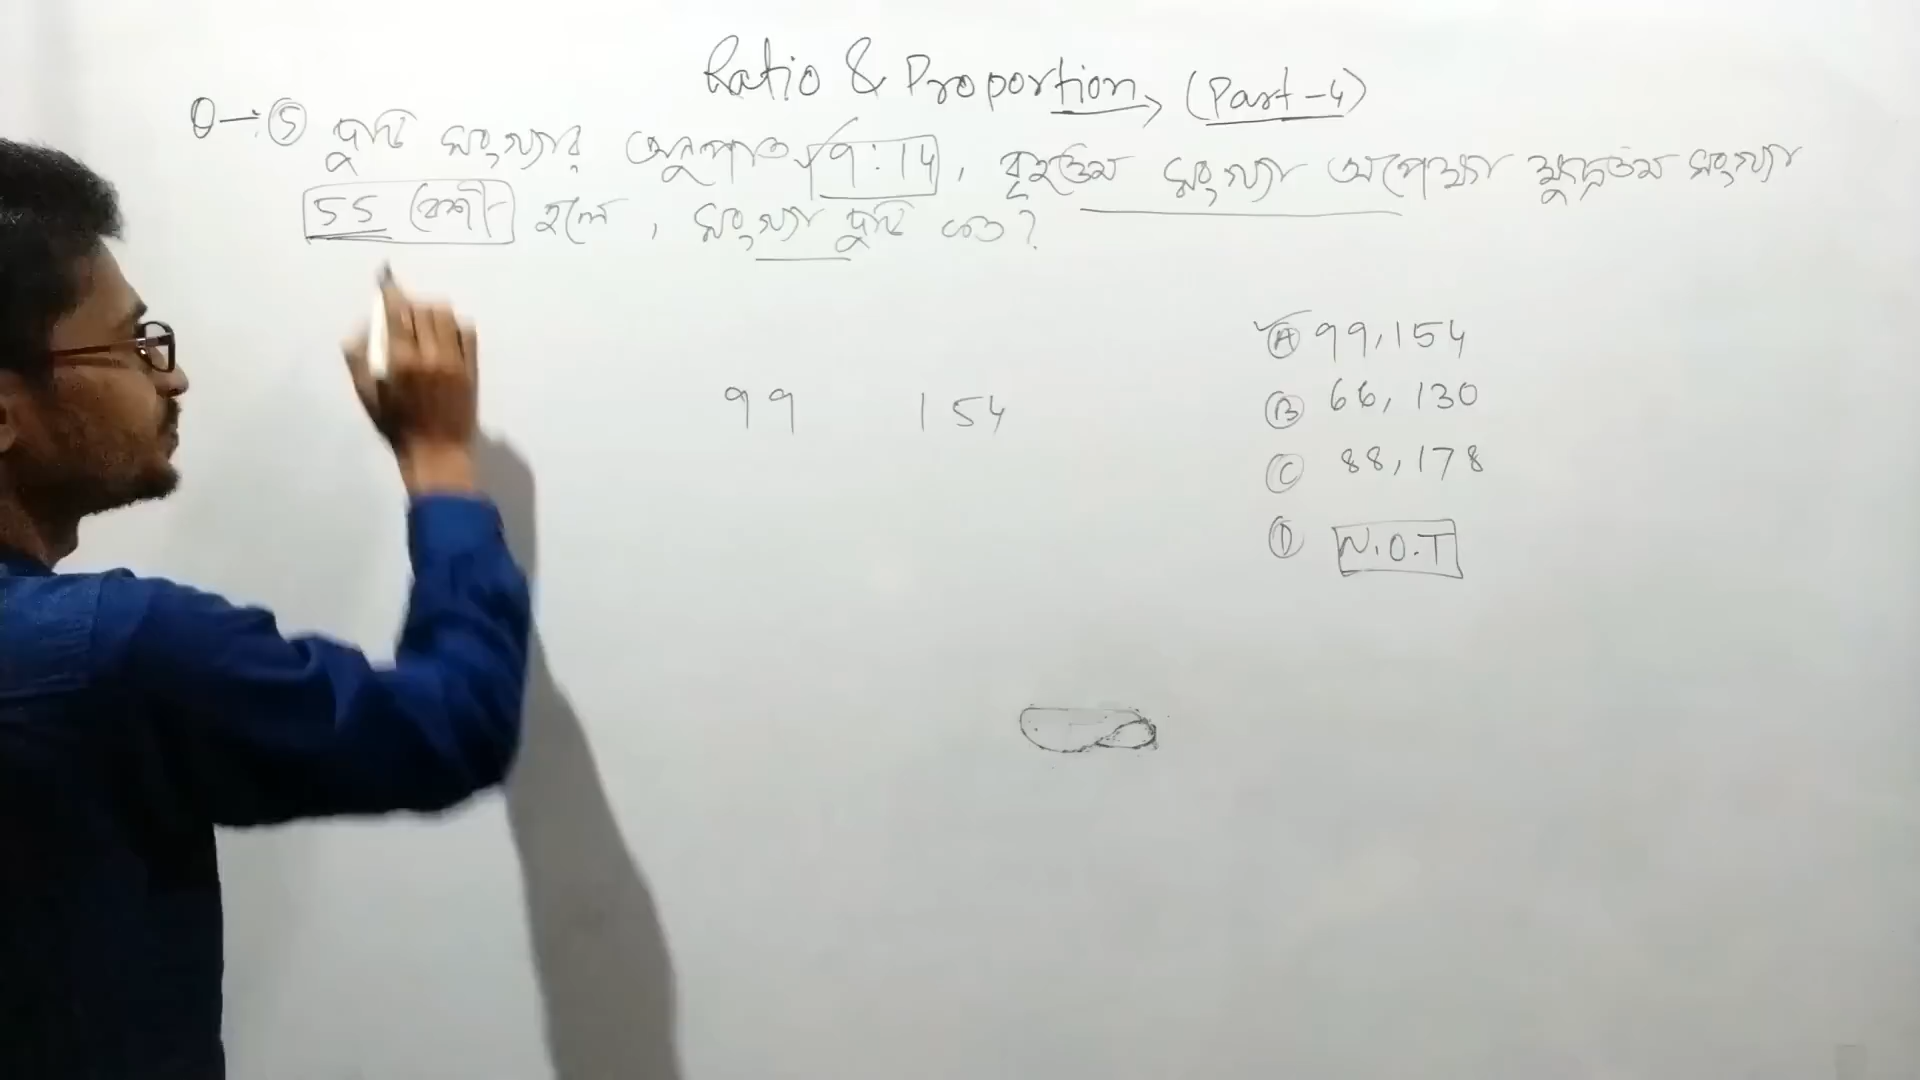 Ratio & Proportion, (Part-4)
Q → ⑤ দুটি সংখ্যার অনুপাত 9:14, বৃহত্তম সংখ্যা অপেক্ষা ক্ষুদ্রতম সংখ্যা
55 বেশী হলে, সংখ্যা দুটি কত?
Ⓐ 99, 154
99 154
Ⓑ 66, 130
Ⓒ 88, 178
Ⓓ N.O.T